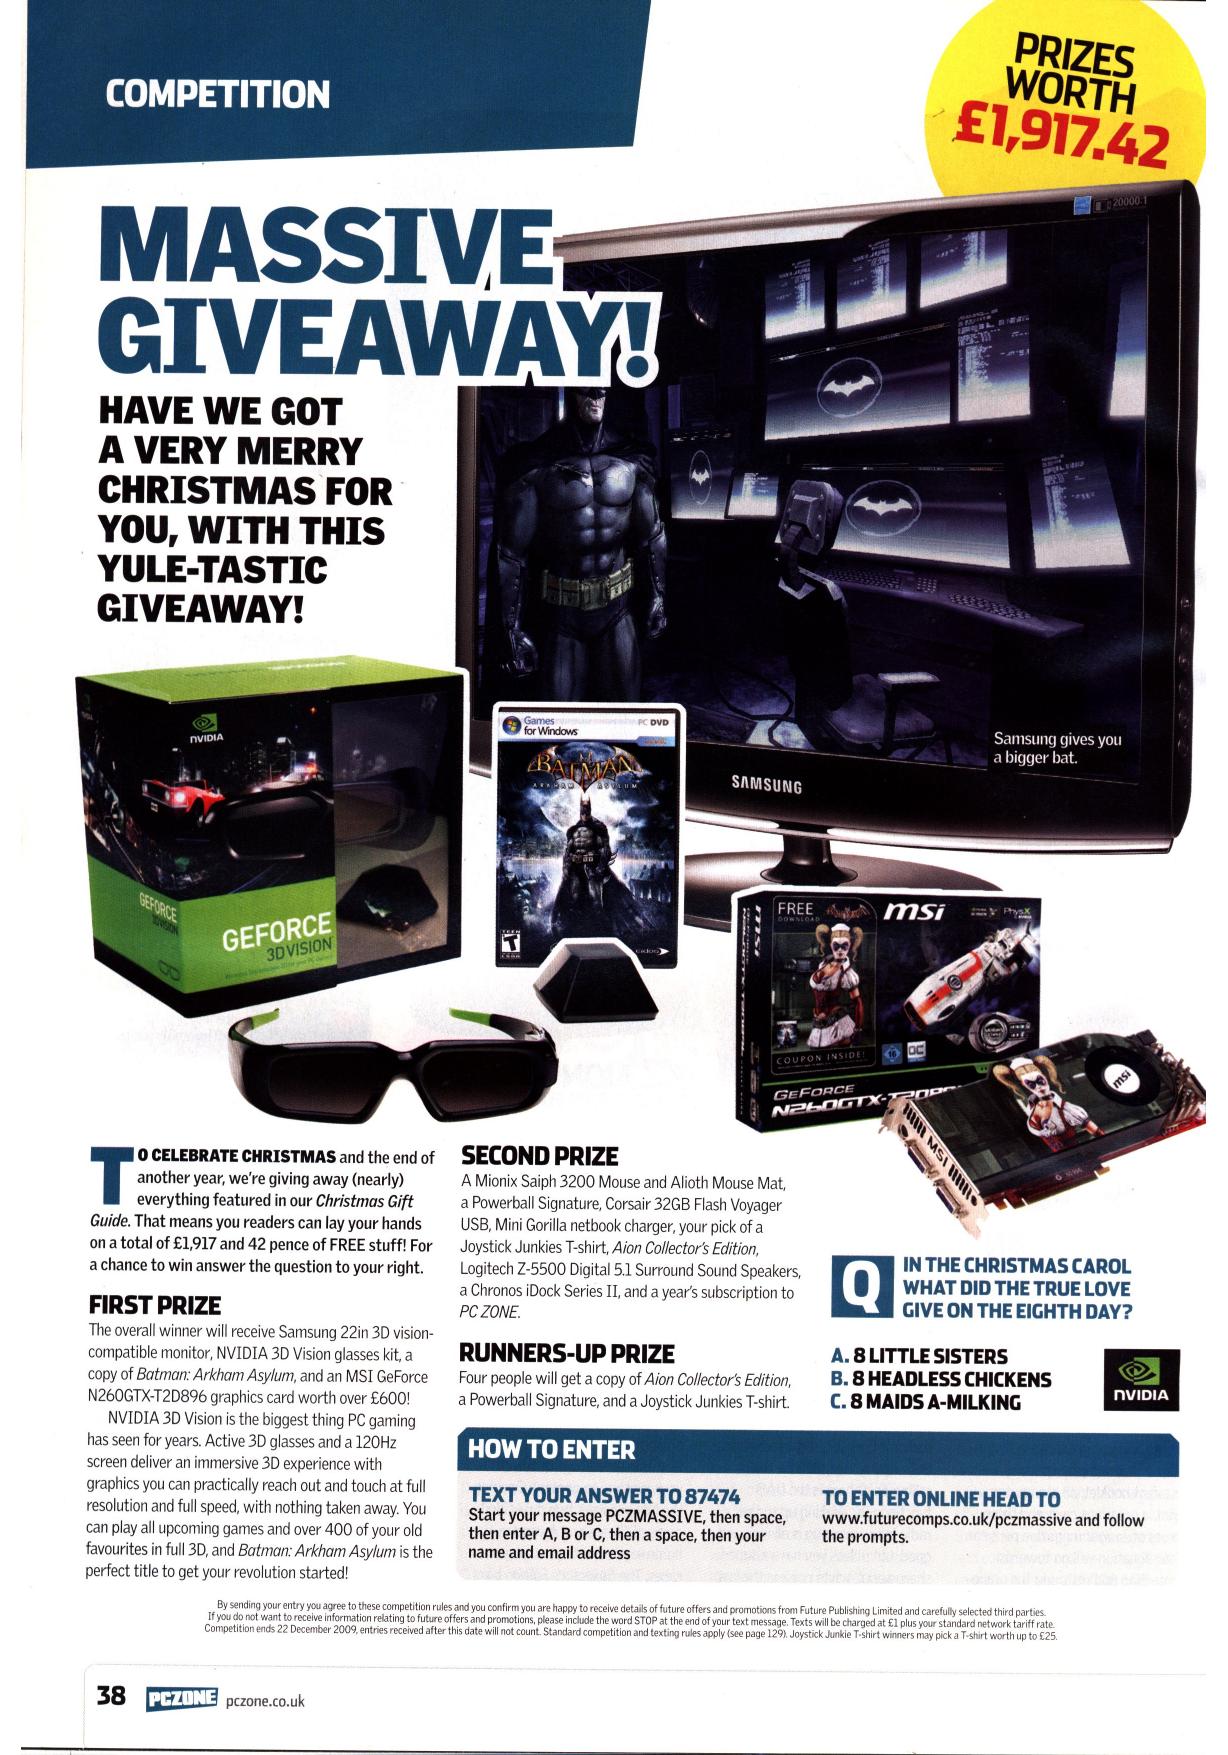 COMPETITION
PRIZES
WORTH
£1,917.42
MASSIVE
GIVEAWAY!
HAVE WE GOT
A VERY MERRY
CHRISTMAS FOR
YOU, WITH THIS
YULE-TASTIC
GIVEAWAY!
20000:1
Samsung gives you
a bigger bat.
SAMSUNG
NVIDIA
GEFORCE
3D VISION
GEFORCE
3D VISION
Games
for Windows
PC DVD
BATMAN
ARKHAM ASYLUM
TEEN
T
ESRB
eidos
FREE
DOWNLOAD
msi
PhysX
COUPON INSIDE!
OC
GEFORCE
N260GTX-T2D896
msi
MSI
TO CELEBRATE CHRISTMAS and the end of
another year, we're giving away (nearly)
everything featured in our Christmas Gift
Guide. That means you readers can lay your hands
on a total of £1,917 and 42 pence of FREE stuff! For
a chance to win answer the question to your right.
FIRST PRIZE
The overall winner will receive Samsung 22in 3D vision-
compatible monitor, NVIDIA 3D Vision glasses kit, a
copy of Batman: Arkham Asylum, and an MSI GeForce
N260GTX-T2D896 graphics card worth over £600!
NVIDIA 3D Vision is the biggest thing PC gaming
has seen for years. Active 3D glasses and a 120Hz
screen deliver an immersive 3D experience with
graphics you can practically reach out and touch at full
resolution and full speed, with nothing taken away. You
can play all upcoming games and over 400 of your old
favourites in full 3D, and Batman: Arkham Asylum is the
perfect title to get your revolution started!
SECOND PRIZE
A Mionix Saiph 3200 Mouse and Alioth Mouse Mat,
a Powerball Signature, Corsair 32GB Flash Voyager
USB, Mini Gorilla netbook charger, your pick of a
Joystick Junkies T-shirt, Aion Collector's Edition,
Logitech Z-5500 Digital 5.1 Surround Sound Speakers,
a Chronos iDock Series II, and a year's subscription to
PC ZONE.
RUNNERS-UP PRIZE
Four people will get a copy of Aion Collector's Edition,
a Powerball Signature, and a Joystick Junkies T-shirt.
Q
IN THE CHRISTMAS CAROL
WHAT DID THE TRUE LOVE
GIVE ON THE EIGHTH DAY?
A. 8 LITTLE SISTERS
B. 8 HEADLESS CHICKENS
C. 8 MAIDS A-MILKING
NVIDIA
HOW TO ENTER
TEXT YOUR ANSWER TO 87474
Start your message PCZMASSIVE, then space,
then enter A, B or C, then a space, then your
name and email address
TO ENTER ONLINE HEAD TO
www.futurecomps.co.uk/pczmassive and follow
the prompts.
By sending your entry you agree to these competition rules and you confirm you are happy to receive details of future offers and promotions from Future Publishing Limited and carefully selected third parties.
If you do not want to receive information relating to future offers and promotions, please include the word STOP at the end of your text message. Texts will be charged at £1 plus your standard network tariff rate.
Competition ends 22 December 2009, entries received after this date will not count. Standard competition and texting rules apply (see page 129). Joystick Junkie T-shirt winners may pick a T-shirt worth up to £25.
38 PCZONE pczone.co.uk